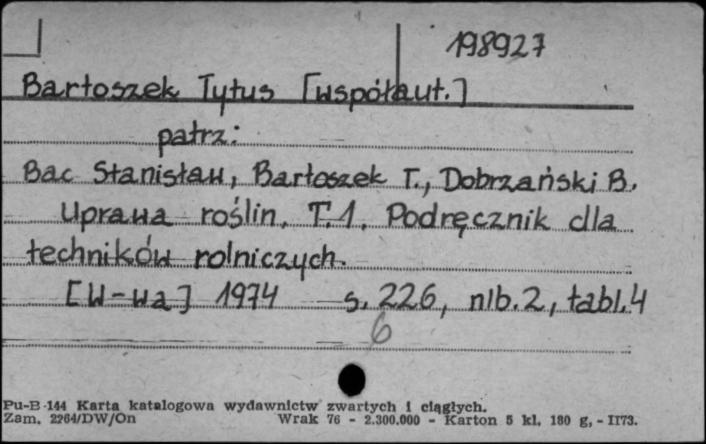 198927
Bartoszek Tytus [współaut.]
patrz:
Bac Stanisław, Bartoszek T., Dobrzański B.
Uprawa roślin. T.1. Podręcznik dla
techników rolniczych.
[W-wa] 1974 s. 226, nlb. 2, tabl. 4
6
Pu-B-144 Karta katalogowa wydawnictw zwartych i ciągłych.
Zam. 2264/DW/On Wrak 76 - 2.300.000 - Karton 5 kl. 180 g. - II73.